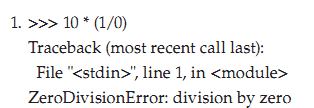 1. >>> 10 * (1/0)
Traceback (most recent call last):
File "<stdin>", line 1, in <module>
ZeroDivisionError: division by zero